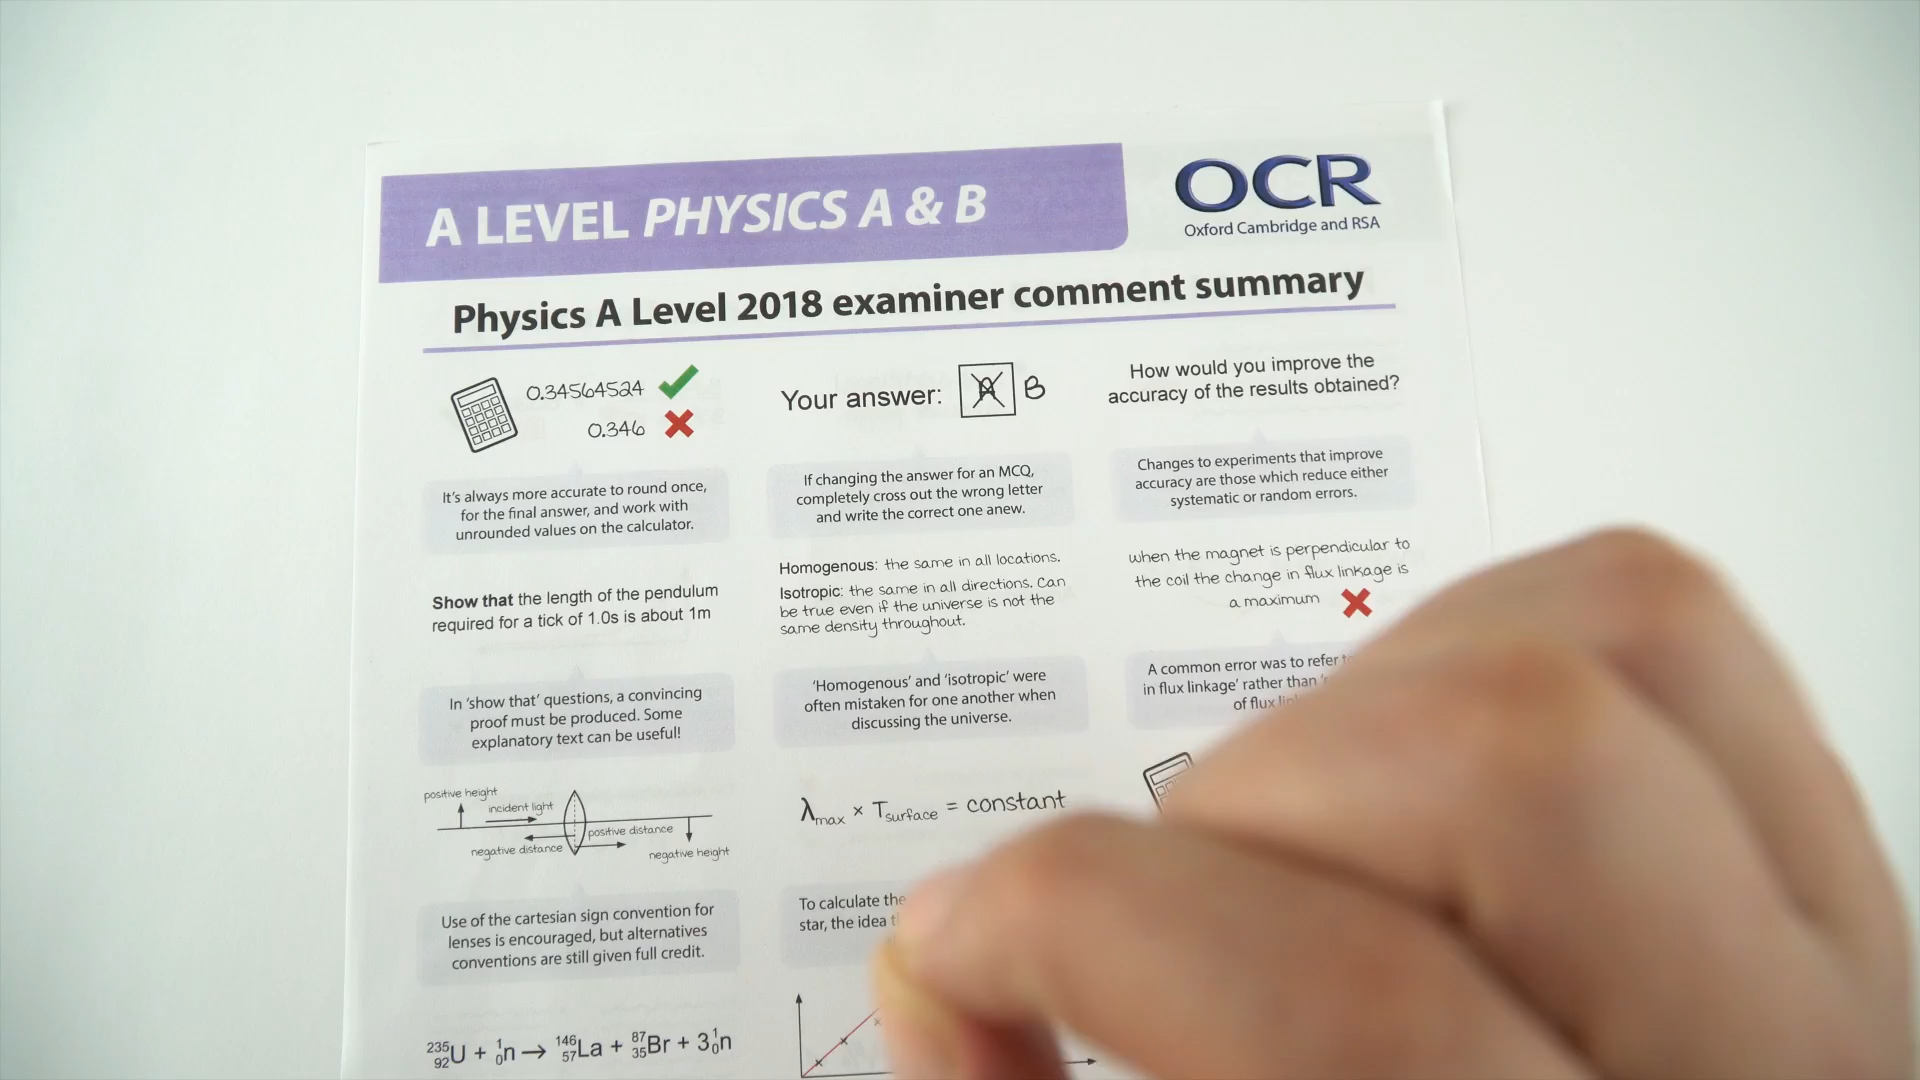 A LEVEL PHYSICS A & B
OCR
Oxford Cambridge and RSA
Physics A Level 2018 examiner comment summary
0.34564524
0.346
It's always more accurate to round once,
for the final answer, and work with
unrounded values on the calculator.
Your answer: A B
If changing the answer for an MCQ,
completely cross out the wrong letter
and write the correct one anew.
How would you improve the
accuracy of the results obtained?
Changes to experiments that improve
accuracy are those which reduce either
systematic or random errors.
Show that the length of the pendulum
required for a tick of 1.0s is about 1m
In 'show that' questions, a convincing
proof must be produced. Some
explanatory text can be useful!
Homogenous: the same in all locations.
Isotropic: the same in all directions. Can
be true even if the universe is not the
same density throughout.
'Homogenous' and 'isotropic' were
often mistaken for one another when
discussing the universe.
when the magnet is perpendicular to
the coil the change in flux linkage is
a maximum
A common error was to refer
in flux linkage' rather than
of flux
positive height
incident light
positive distance
negative distance
negative height
Use of the cartesian sign convention for
lenses is encouraged, but alternatives
conventions are still given full credit.
λmax × Tsurface = constant
To calculate the
star, the idea
²³⁵₉₂U + ¹₀n → ¹⁴⁶₅₇La + ⁸⁷₃₅Br + 3¹₀n